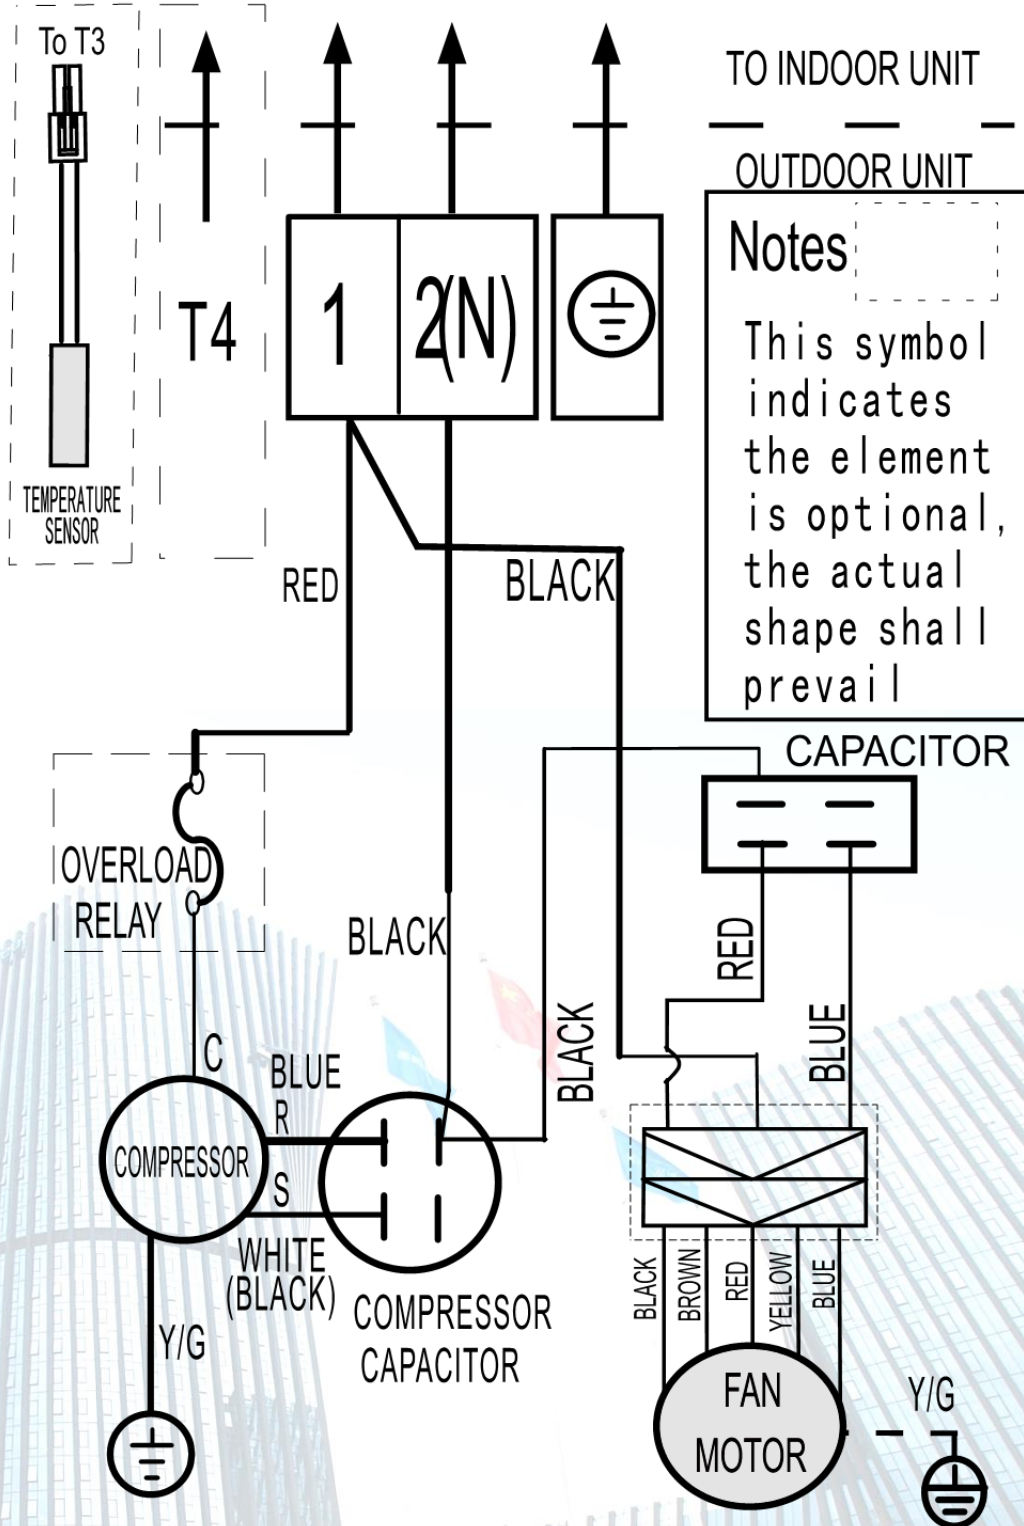 To T3
TO INDOOR UNIT
OUTDOOR UNIT
Notes
This symbol
indicates
the element
is optional,
the actual
shape shall
prevail
T4
1
2(N)
TEMPERATURE
SENSOR
RED
BLACK
CAPACITOR
OVERLOAD
RELAY
BLACK
RED
BLACK
BLUE
C
BLUE
R
COMPRESSOR
S
WHITE
(BLACK)
COMPRESSOR
CAPACITOR
Y/G
BLACK
BROWN
RED
YELLOW
BLUE
FAN
MOTOR
Y/G